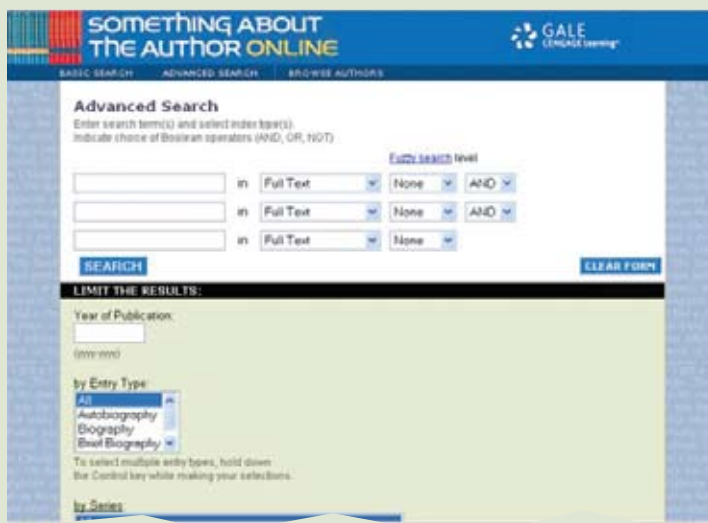 SOMETHING ABOUT
THE AUTHOR ONLINE
GALE
CENGAGE Learning
BASIC SEARCH ADVANCED SEARCH BROWSE AUTHORS
Advanced Search
Enter search term(s) and select index type(s).
Indicate choice of Boolean operators (AND, OR, NOT)
Fuzzy search level
in Full Text None AND
in Full Text None AND
in Full Text None
SEARCH CLEAR FORM
LIMIT THE RESULTS:
Year of Publication:
(yyyy-yyyy)
by Entry Type:
All
Autobiography
Biography
Brief Biography
To select multiple entry types, hold down
the Control key while making your selections.
by Series